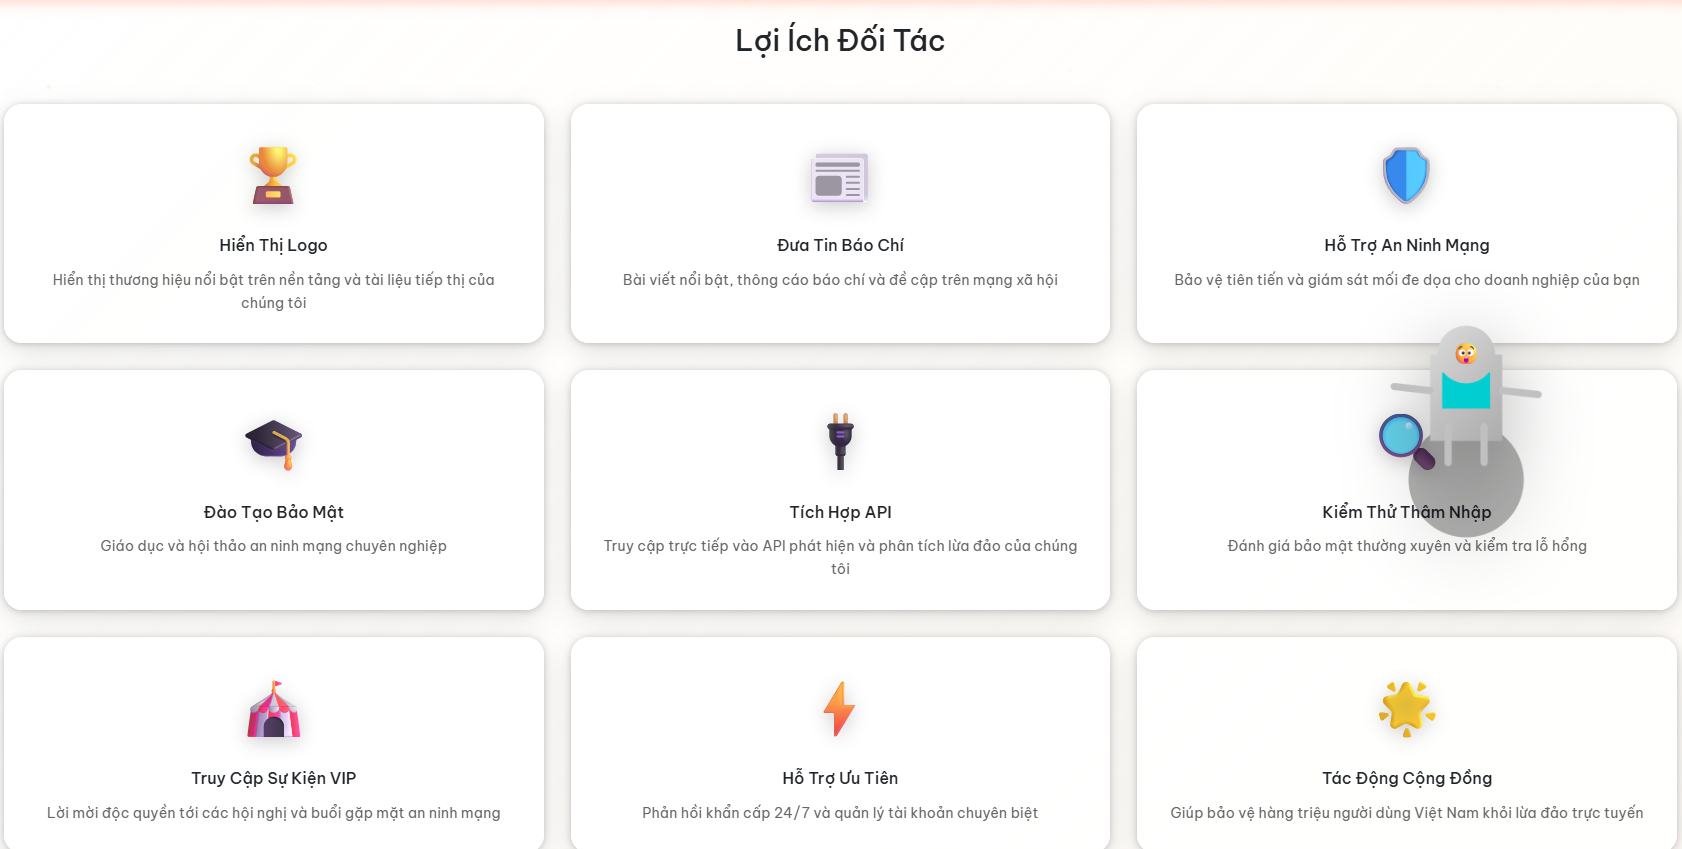 Lợi Ích Đối Tác
Hiển Thị Logo
Hiển thị thương hiệu nổi bật trên nền tảng và tài liệu tiếp thị của
chúng tôi
Đưa Tin Báo Chí
Bài viết nổi bật, thông cáo báo chí và đề cập trên mạng xã hội
Hỗ Trợ An Ninh Mạng
Bảo vệ tiên tiến và giám sát mối đe dọa cho doanh nghiệp của bạn
Đào Tạo Bảo Mật
Giáo dục và hội thảo an ninh mạng chuyên nghiệp
Tích Hợp API
Truy cập trực tiếp vào API phát hiện và phân tích lừa đảo của chúng
tôi
Kiểm Thử Thâm Nhập
Đánh giá bảo mật thường xuyên và kiểm tra lỗ hổng
Truy Cập Sự Kiện VIP
Lời mời độc quyền tới các hội nghị và buổi gặp mặt an ninh mạng
Hỗ Trợ Ưu Tiên
Phản hồi khẩn cấp 24/7 và quản lý tài khoản chuyên biệt
Tác Động Cộng Đồng
Giúp bảo vệ hàng triệu người dùng Việt Nam khỏi lừa đảo trực tuyến